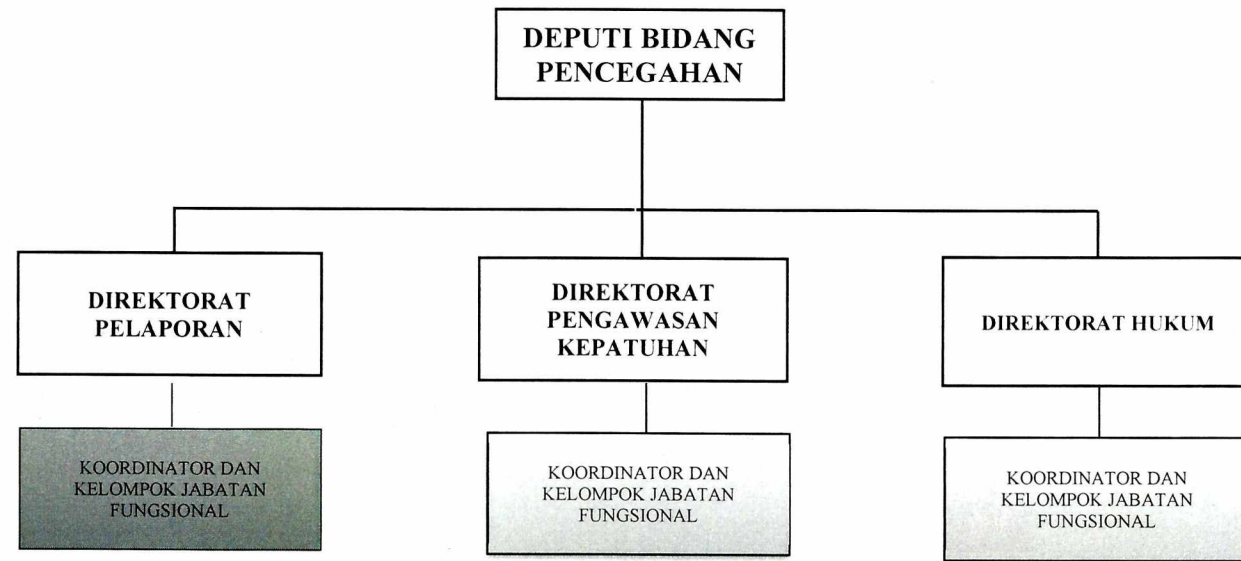 DEPUTI BIDANG
PENCEGAHAN
DIREKTORAT
PELAPORAN
DIREKTORAT
PENGAWASAN
KEPATUHAN
DIREKTORAT HUKUM
KOORDINATOR DAN
KELOMPOK JABATAN
FUNGSIONAL
KOORDINATOR DAN
KELOMPOK JABATAN
FUNGSIONAL
KOORDINATOR DAN
KELOMPOK JABATAN
FUNGSIONAL